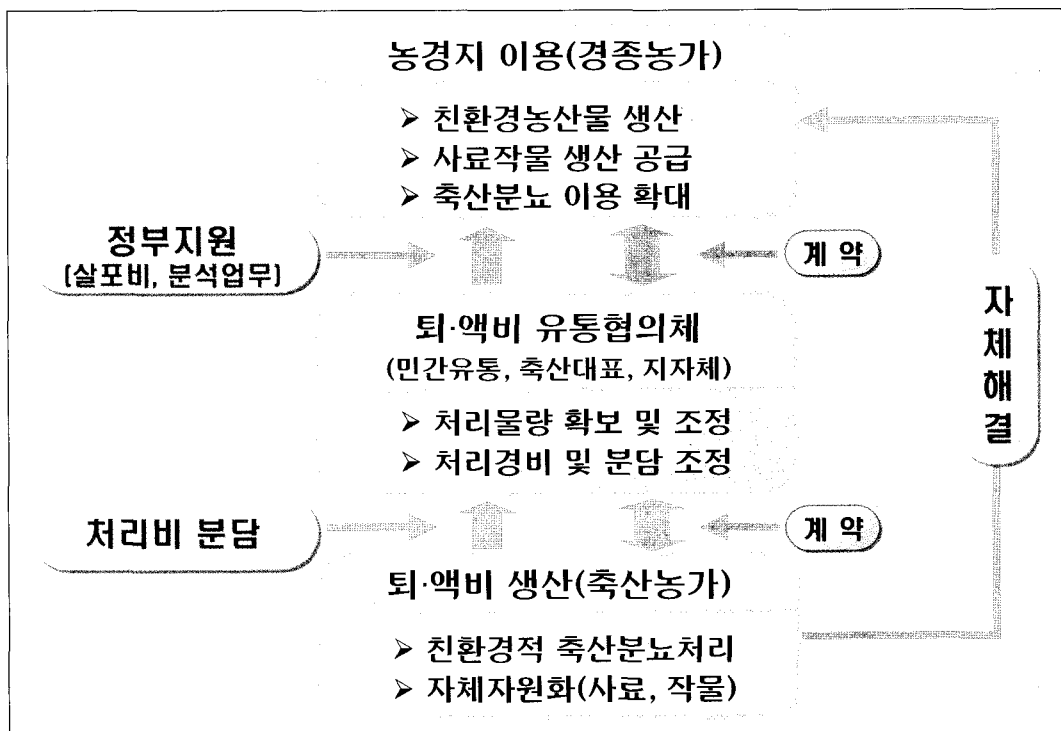 농경지 이용(경종농가)
➢ 친환경농산물 생산
➢ 사료작물 생산 공급
➢ 축산분뇨 이용 확대
정부지원
(살포비, 분석업무)
계 약
퇴·액비 유통협의체
(민간유통, 축산대표, 지자체)
➢ 처리물량 확보 및 조정
➢ 처리경비 및 분담 조정
자
체
해
결
처리비 분담
계 약
퇴·액비 생산(축산농가)
➢ 친환경적 축산분뇨처리
➢ 자체자원화(사료, 작물)